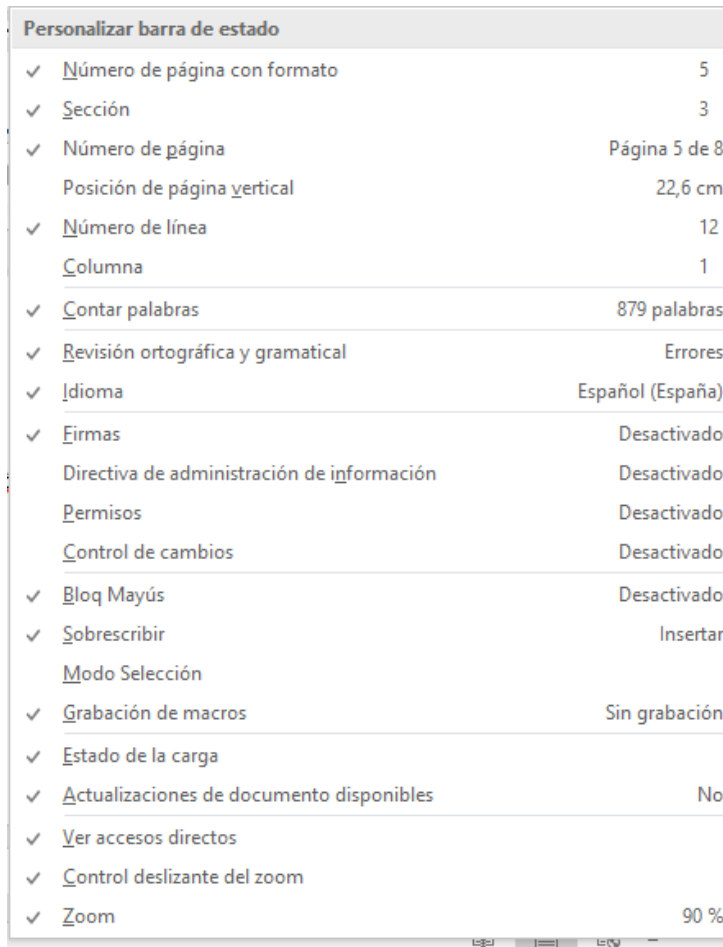 Personalizar barra de estado
Número de página con formato 5
Sección 3
Número de página Página 5 de 8
Posición de página vertical 22,6 cm
Número de línea 12
Columna 1
Contar palabras 879 palabras
Revisión ortográfica y gramatical Errores
Idioma Español (España)
Firmas Desactivado
Directiva de administración de información Desactivado
Permisos Desactivado
Control de cambios Desactivado
Bloq Mayús Desactivado
Sobrescribir Insertar
Modo Selección
Grabación de macros Sin grabación
Estado de la carga
Actualizaciones de documento disponibles No
Ver accesos directos
Control deslizante del zoom
Zoom 90 %